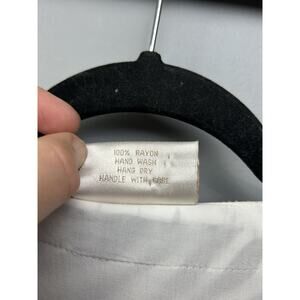 100% RAYON
HAND WASH
HANG DRY
HANDLE WITH CARE